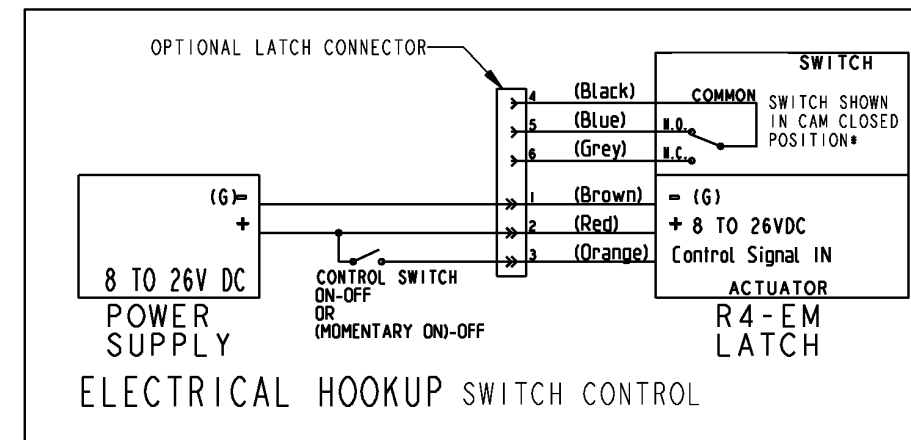 OPTIONAL LATCH CONNECTOR
SWITCH
4 (Black) COMMON
SWITCH SHOWN
IN CAM CLOSED
POSITION*
5 (Blue) N.O.
6 (Grey) N.C.
(G)- 1 (Brown) - (G)
+ 2 (Red) + 8 TO 26VDC
3 (Orange) Control Signal IN
8 TO 26V DC
CONTROL SWITCH
ON-OFF
OR
(MOMENTARY ON)-OFF
ACTUATOR
POWER
SUPPLY
R4-EM
LATCH
ELECTRICAL HOOKUP SWITCH CONTROL